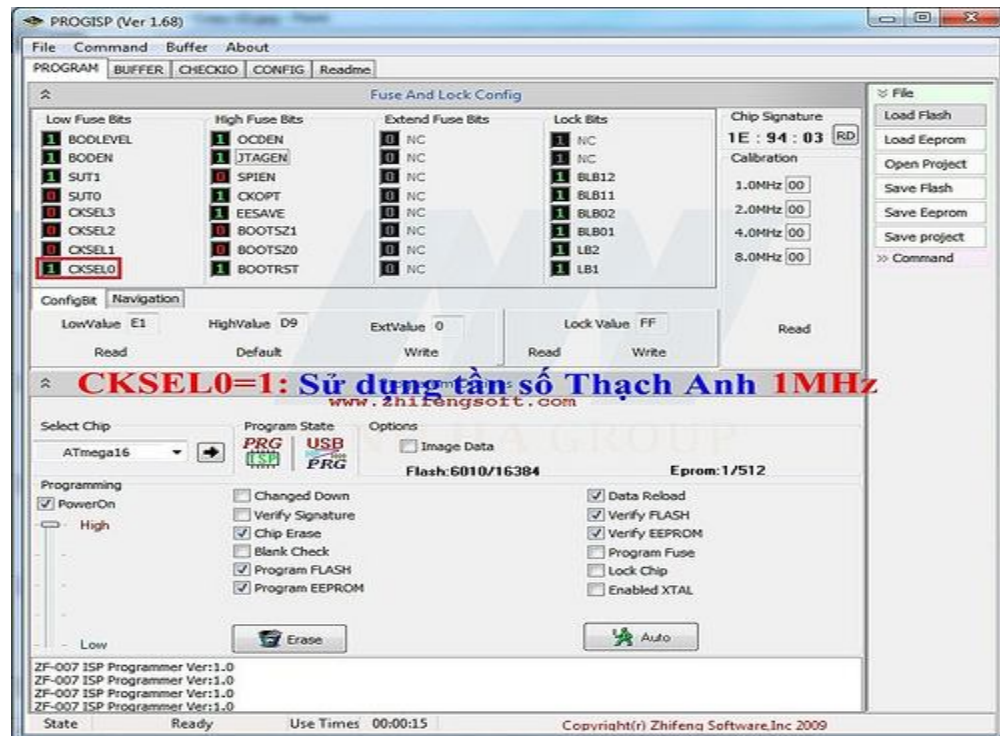 PROGISP (Ver 1.68)
File Command Buffer About
PROGRAM BUFFER CHECKIO CONFIG Readme
Fuse And Lock Config
Low Fuse Bits
1 BODLEVEL
1 BODEN
1 SUT1
0 SUT0
0 CKSEL3
0 CKSEL2
0 CKSEL1
1 CKSEL0
High Fuse Bits
1 OCDEN
1 JTAGEN
0 SPIEN
1 CKOPT
1 EESAVE
0 BOOTSZ1
0 BOOTSZ0
1 BOOTRST
Extend Fuse Bits
0 NC
0 NC
0 NC
0 NC
0 NC
0 NC
0 NC
0 NC
Lock Bits
1 NC
1 NC
1 BLB12
1 BLB11
1 BLB02
1 BLB01
1 LB2
1 LB1
Chip Signature
1E : 94 : 03 RD
Calibration
1.0MHz 00
2.0MHz 00
4.0MHz 00
8.0MHz 00
Read
ConfigBit Navigation
LowValue E1 HighValue D9 ExtValue 0 Lock Value FF
Read Default Write Read Write
CKSEL0=1: Sử dụng tần số Thạch Anh 1MHz
www.zhifengsoft.com
Select Chip
ATmega16
Program State
PRG ISP
USB PRG
Options
Image Data
Flash:6010/16384 Eprom:1/512
Programming
PowerOn
High
Low
Changed Down
Verify Signature
Chip Erase
Blank Check
Program FLASH
Program EEPROM
Data Reload
Verify FLASH
Verify EEPROM
Program Fuse
Lock Chip
Enabled XTAL
Erase
Auto
ZF-007 ISP Programmer Ver:1.0
ZF-007 ISP Programmer Ver:1.0
ZF-007 ISP Programmer Ver:1.0
ZF-007 ISP Programmer Ver:1.0
State Ready Use Times 00:00:15 Copyright(r) Zhifeng Software,Inc 2009
File
Load Flash
Load Eeprom
Open Project
Save Flash
Save Eeprom
Save project
Command